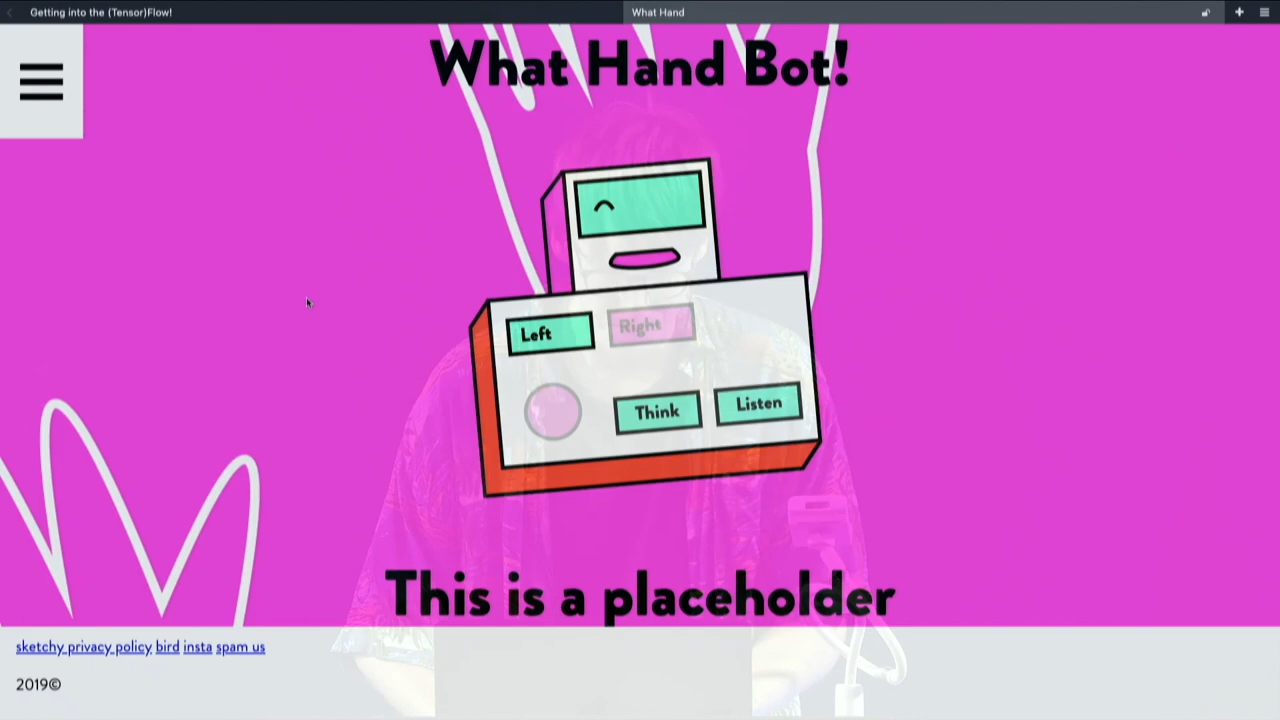 Getting into the (Tensor)Flow!
What Hand
What Hand Bot!
Left
Right
Think
Listen
This is a placeholder
sketchy privacy policy bird insta spam us
2019©